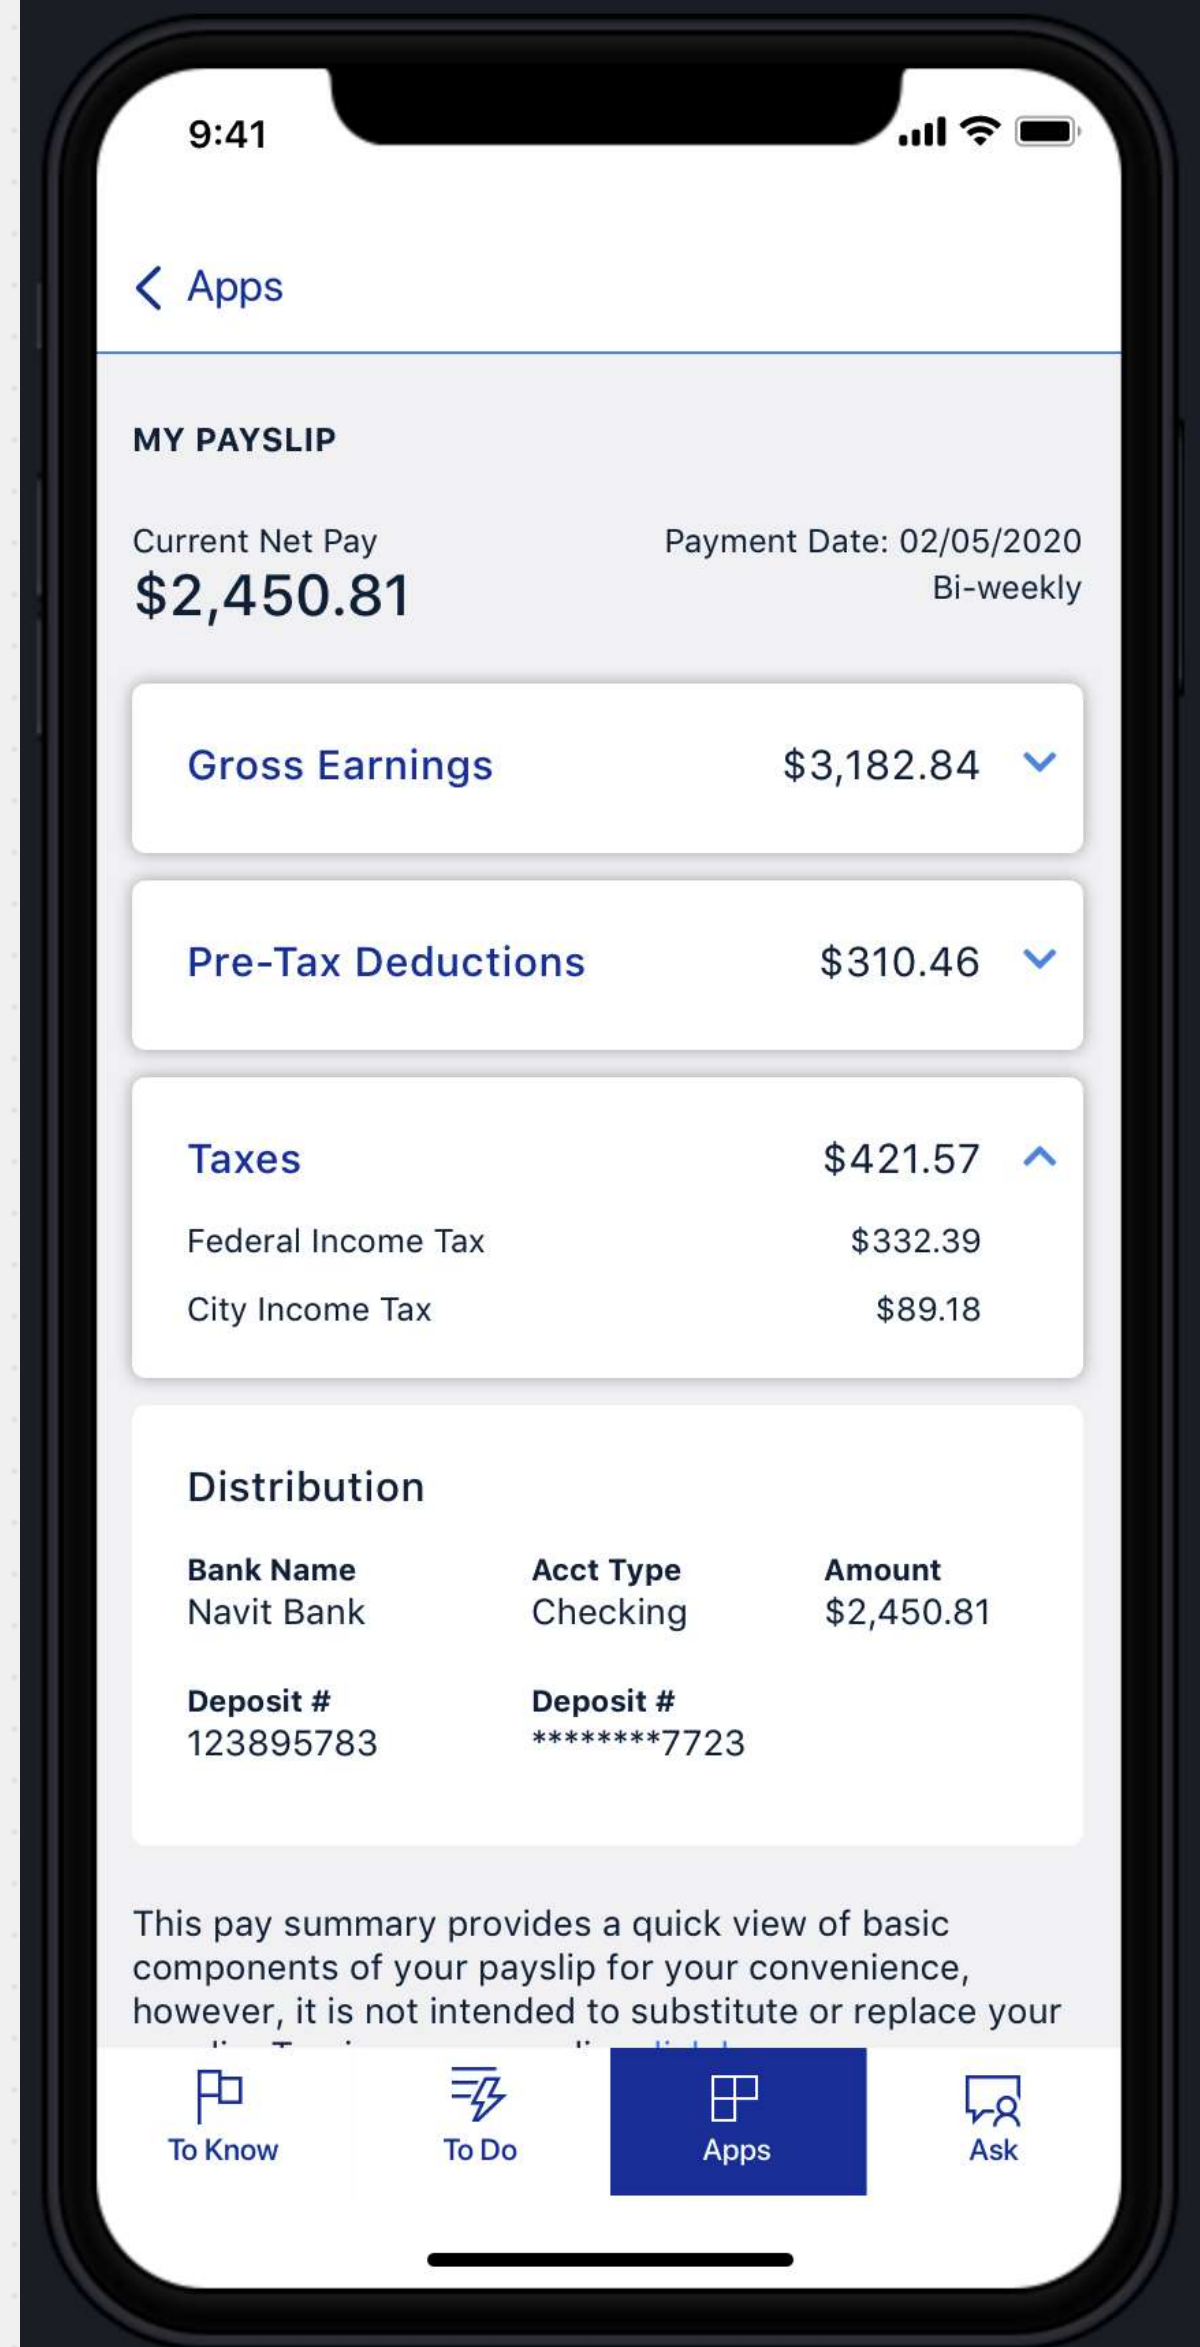 9:41
Apps
MY PAYSLIP
Current Net Pay
$2,450.81
Payment Date: 02/05/2020
Bi-weekly
Gross Earnings $3,182.84
Pre-Tax Deductions $310.46
Taxes $421.57
Federal Income Tax $332.39
City Income Tax $89.18
Distribution
Bank Name Acct Type Amount
Navit Bank Checking $2,450.81
Deposit # Deposit #
123895783 ********7723
This pay summary provides a quick view of basic
components of your payslip for your convenience,
however, it is not intended to substitute or replace your
To Know To Do Apps Ask